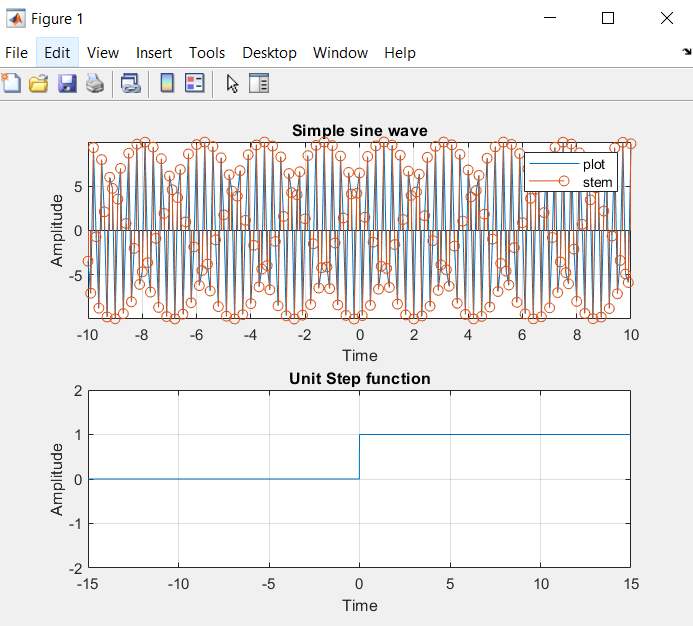 Figure 1
File Edit View Insert Tools Desktop Window Help
Simple sine wave
plot
stem
Amplitude
5
0
-5
-10 -8 -6 -4 -2 0 2 4 6 8 10
Time
Unit Step function
Amplitude
2
1
0
-1
-2
-15 -10 -5 0 5 10 15
Time